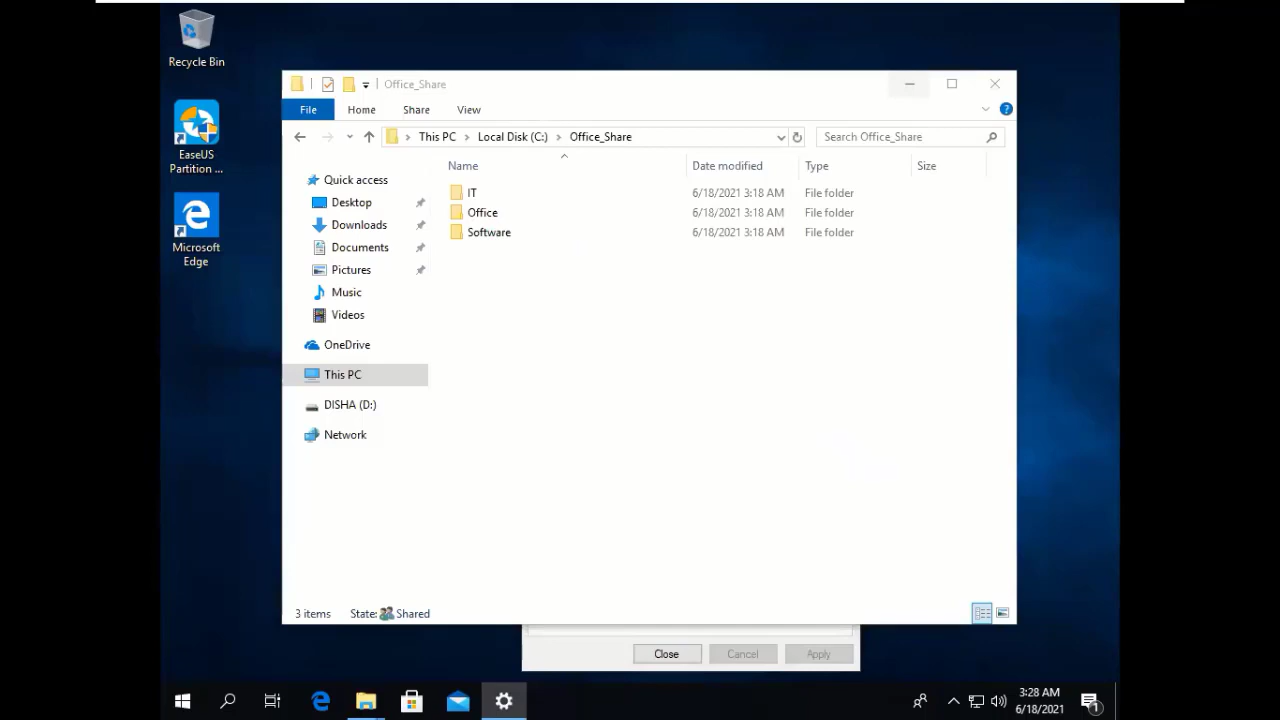 Recycle Bin
EaseUS
Partition ...
Microsoft
Edge
Office_Share
File Home Share View
This PC Local Disk (C:) Office_Share
Search Office_Share
Name Date modified Type Size
Quick access
Desktop
Downloads
Documents
Pictures
Music
Videos
OneDrive
This PC
DISHA (D:)
Network
IT 6/18/2021 3:18 AM File folder
Office 6/18/2021 3:18 AM File folder
Software 6/18/2021 3:18 AM File folder
3 items State: Shared
Close Cancel Apply
3:28 AM
6/18/2021
1